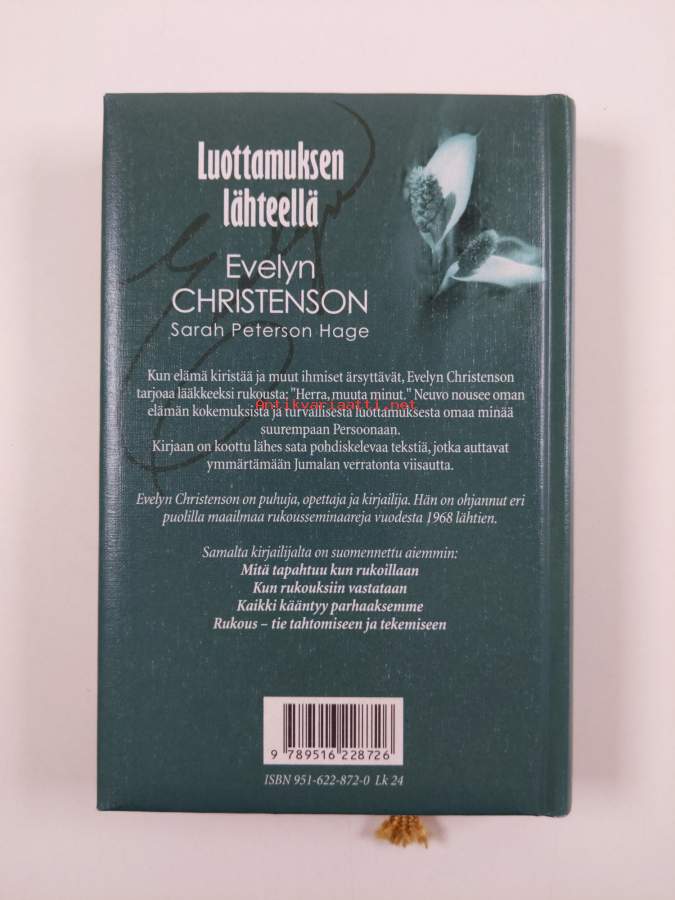 Luottamuksen
lähteellä
Evelyn
CHRISTENSON
Sarah Peterson Hage
Kun elämä kiristää ja muut ihmiset ärsyttävät, Evelyn Christenson
tarjoaa lääkkeeksi rukousta: "Herra, muuta minut." Neuvo nousee oman
Antikvariaatti.net
elämän kokemuksista ja turvallisesta luottamuksesta omaa minää
suurempaan Persoonaan.
Kirjaan on koottu lähes sata pohdiskelevaa tekstiä, jotka auttavat
ymmärtämään Jumalan verratonta viisautta.
Evelyn Christenson on puhuja, opettaja ja kirjailija. Hän on ohjannut eri
puolilla maailmaa rukousseminaareja vuodesta 1968 lähtien.
Samalta kirjailijalta on suomennettu aiemmin:
Mitä tapahtuu kun rukoillaan
Kun rukouksiin vastataan
Kaikki kääntyy parhaaksemme
Rukous – tie tahtomiseen ja tekemiseen
9 789516 228726
ISBN 951-622-872-0 Lk 24